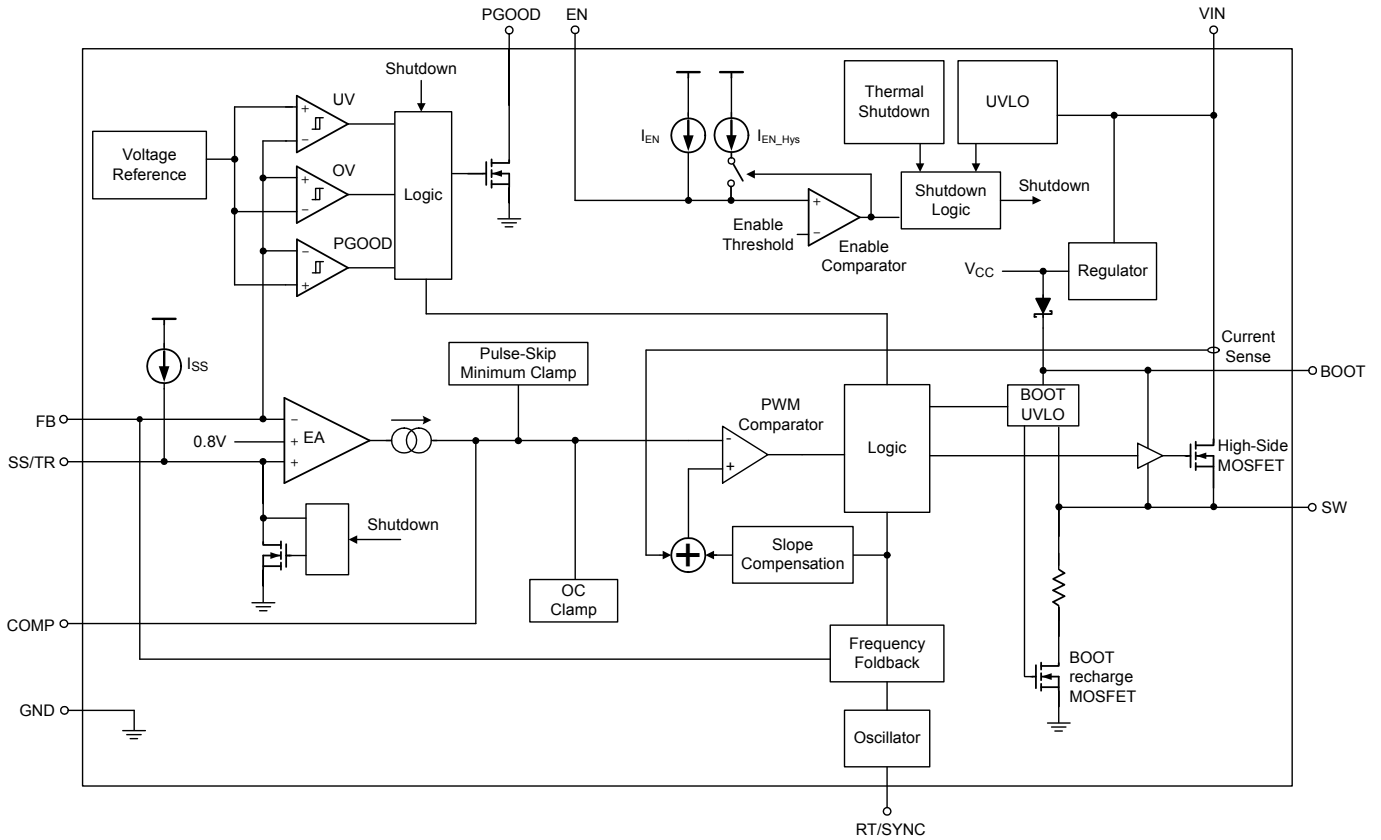 PGOOD
EN
VIN
Shutdown
UV
Thermal
Shutdown
UVLO
Voltage
Reference
IEN
IEN_Hys
OV
Logic
Shutdown
Logic
Shutdown
Enable
Threshold
Enable
Comparator
PGOOD
VCC
Regulator
ISS
Pulse-Skip
Minimum Clamp
Current
Sense
BOOT
FB
0.8V
EA
PWM
Comparator
Logic
BOOT
UVLO
High-Side
MOSFET
SS/TR
SW
Shutdown
Slope
Compensation
OC
Clamp
COMP
Frequency
Foldback
BOOT
recharge
MOSFET
GND
Oscillator
RT/SYNC